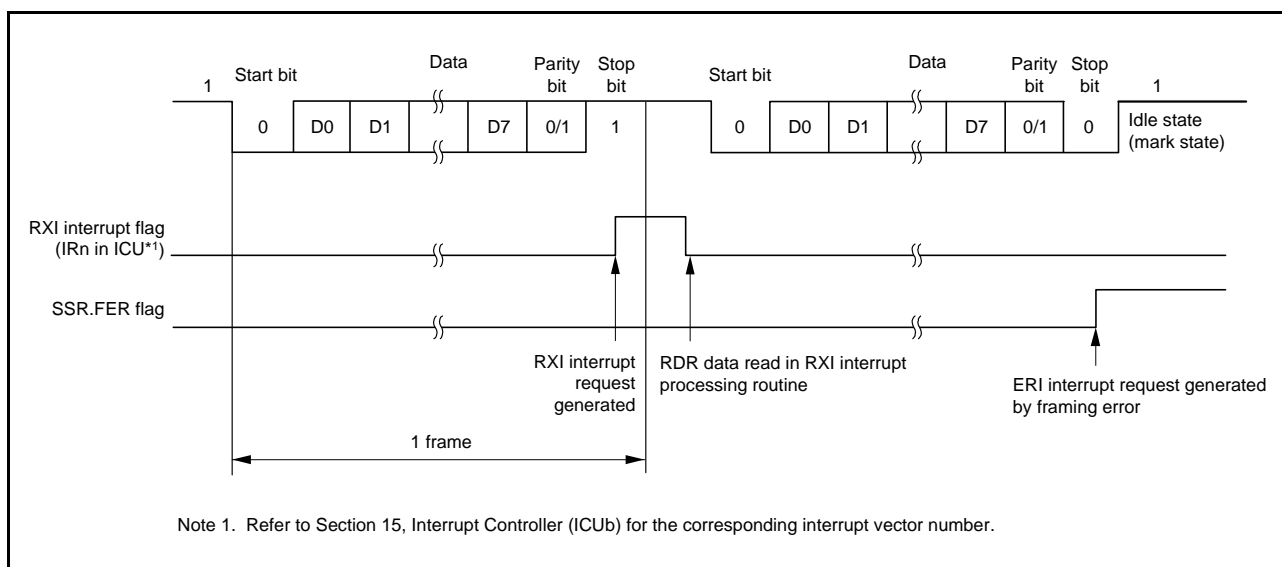 1 Start bit Data Parity bit Stop bit Start bit Data Parity bit Stop bit 1
0 D0 D1 D7 0/1 1 0 D0 D1 D7 0/1 0 Idle state (mark state)
RXI interrupt flag
(IRn in ICU*1)
SSR.FER flag
RXI interrupt
request
generated
RDR data read in RXI interrupt
processing routine
ERI interrupt request generated
by framing error
1 frame
Note 1. Refer to Section 15, Interrupt Controller (ICUb) for the corresponding interrupt vector number.